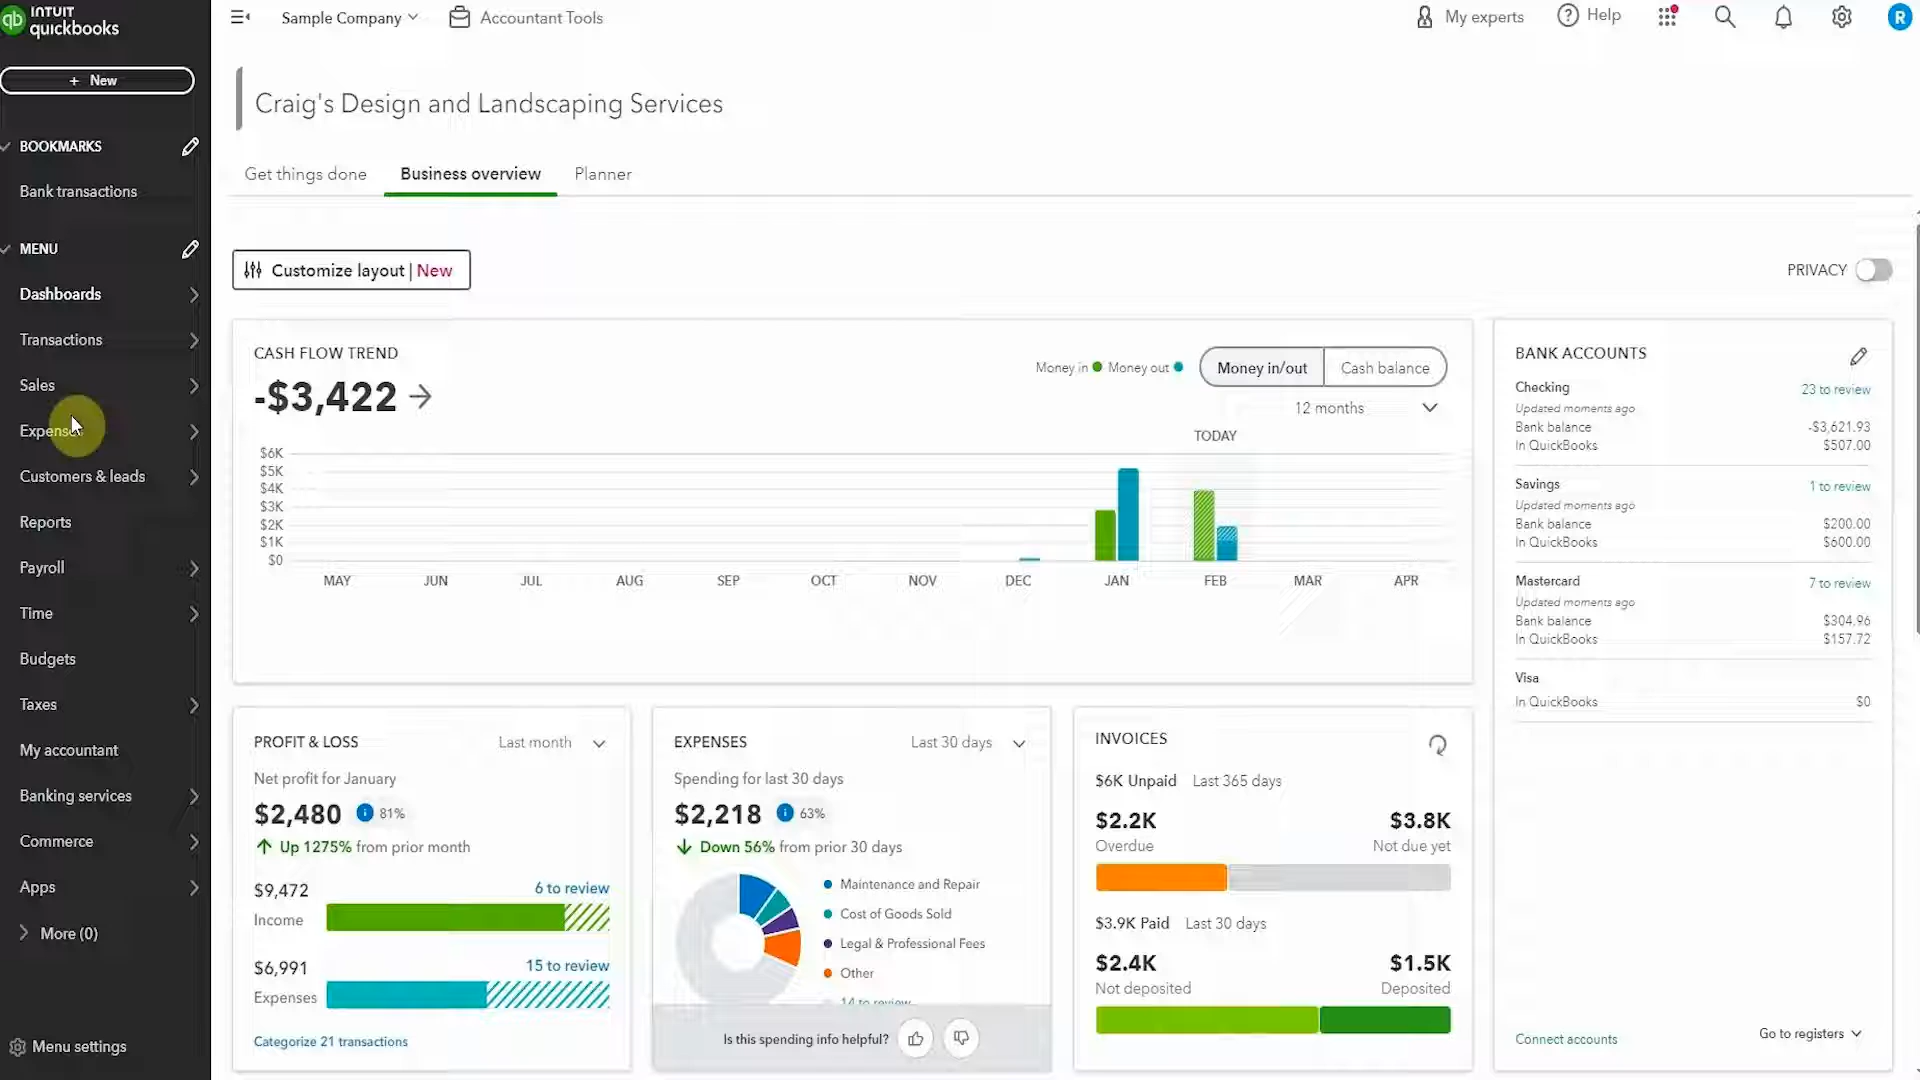 INTUIT
quickbooks
+ New
BOOKMARKS
Bank transactions
MENU
Dashboards
Transactions
Sales
Expenses
Customers & leads
Reports
Payroll
Time
Budgets
Taxes
My accountant
Banking services
Commerce
Apps
More (0)
Menu settings
Sample Company
Accountant Tools
My experts
Help
R
Craig's Design and Landscaping Services
Get things done
Business overview
Planner
Customize layout | New
PRIVACY
CASH FLOW TREND
-$3,422
Money in
Money out
Money in/out
Cash balance
12 months
TODAY
$6K
$5K
$4K
$3K
$2K
$1K
$0
MAY JUN JUL AUG SEP OCT NOV DEC JAN FEB MAR APR
BANK ACCOUNTS
Checking 23 to review
Updated moments ago
Bank balance -$3,621.93
In QuickBooks $507.00
Savings 1 to review
Updated moments ago
Bank balance $200.00
In QuickBooks $600.00
Mastercard 7 to review
Updated moments ago
Bank balance $304.96
In QuickBooks $157.72
Visa
In QuickBooks $0
Connect accounts
Go to registers
PROFIT & LOSS Last month
Net profit for January
$2,480 81%
Up 1275% from prior month
$9,472 6 to review
Income
$6,991 15 to review
Expenses
Categorize 21 transactions
EXPENSES Last 30 days
Spending for last 30 days
$2,218 63%
Down 56% from prior 30 days
Maintenance and Repair
Cost of Goods Sold
Legal & Professional Fees
Other
14 to review
Is this spending info helpful?
INVOICES
$6K Unpaid Last 365 days
$2.2K $3.8K
Overdue Not due yet
$3.9K Paid Last 30 days
$2.4K $1.5K
Not deposited Deposited